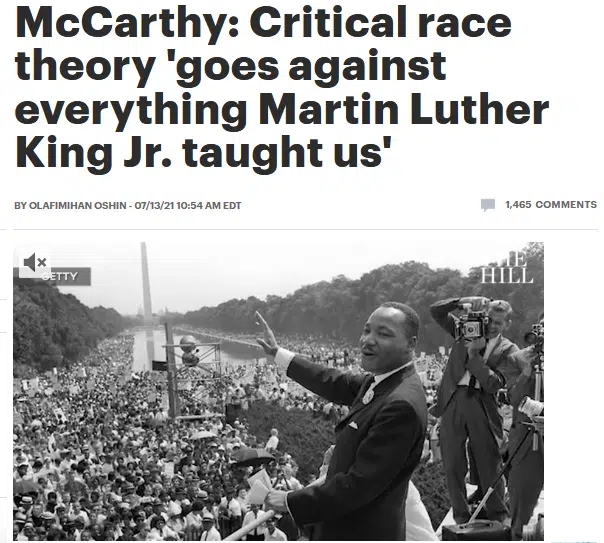 McCarthy: Critical race
theory 'goes against
everything Martin Luther
King Jr. taught us'
BY OLAFIMIHAN OSHIN - 07/13/21 10:54 AM EDT
1,465 COMMENTS
GETTY
THE
HILL